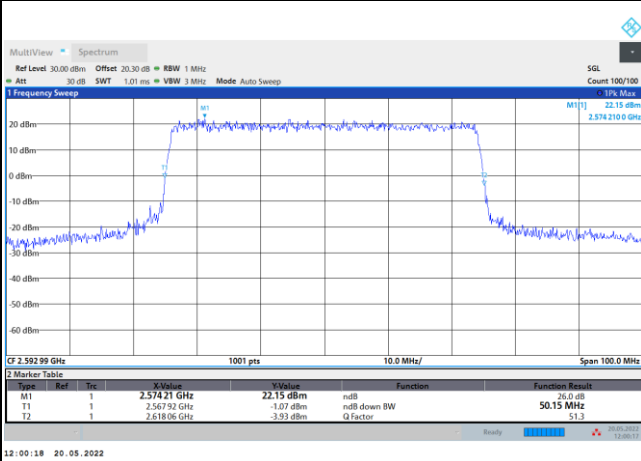 MultiView Spectrum
Ref Level 30.00 dBm Offset 20.30 dB RBW 1 MHz SGL
Att 30 dB SWT 1.01 ms VBW 3 MHz Mode Auto Sweep Count 100/100
1 Frequency Sweep 1Pk Max
M1[1] 22.15 dBm
2.574 210 0 GHz
M1
20 dBm
10 dBm
T1
T2
0 dBm
-10 dBm
-20 dBm
-30 dBm
-40 dBm
-50 dBm
-60 dBm
CF 2.592 99 GHz 1001 pts 10.0 MHz/ Span 100.0 MHz
2 Marker Table
Type Ref Trc X-Value Y-Value Function Function Result
M1 1 2.574 21 GHz 22.15 dBm ndB 26.0 dB
T1 1 2.567 92 GHz -1.07 dBm ndB down BW 50.15 MHz
T2 1 2.618 06 GHz -3.93 dBm Q Factor 51.3
Ready 20.05.2022
12:00:17
12:00:18 20.05.2022